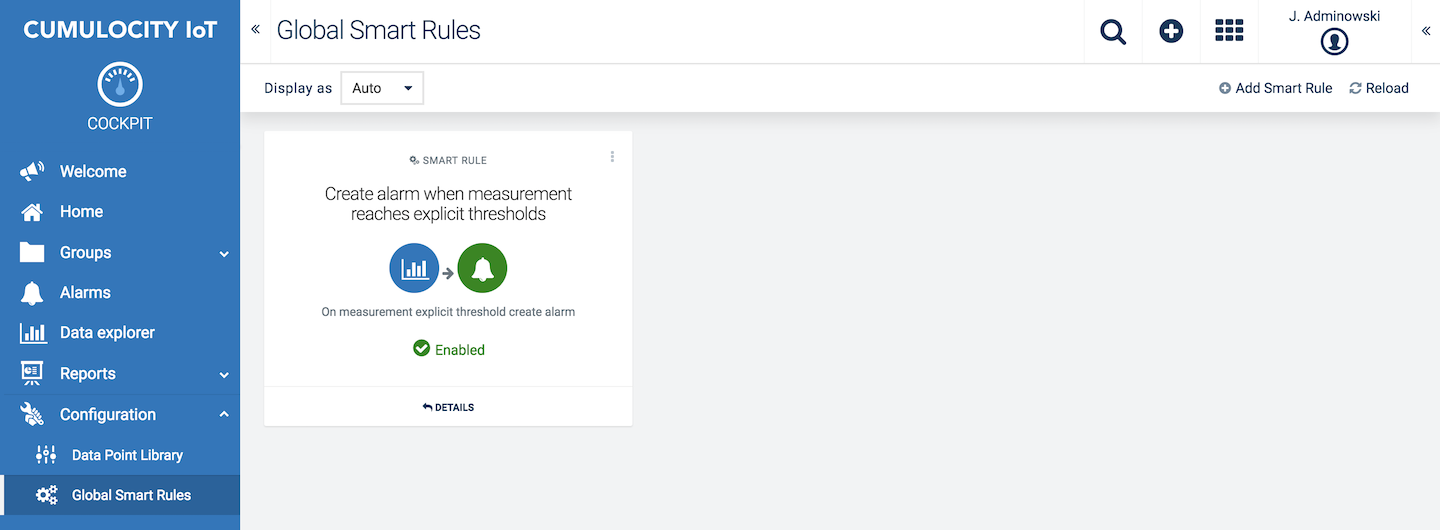 CUMULOCITY IoT
COCKPIT
Welcome
Home
Groups
Alarms
Data explorer
Reports
Configuration
Data Point Library
Global Smart Rules
Global Smart Rules
J. Adminowski
Display as
Auto
Add Smart Rule
Reload
SMART RULE
Create alarm when measurement
reaches explicit thresholds
On measurement explicit threshold create alarm
Enabled
DETAILS